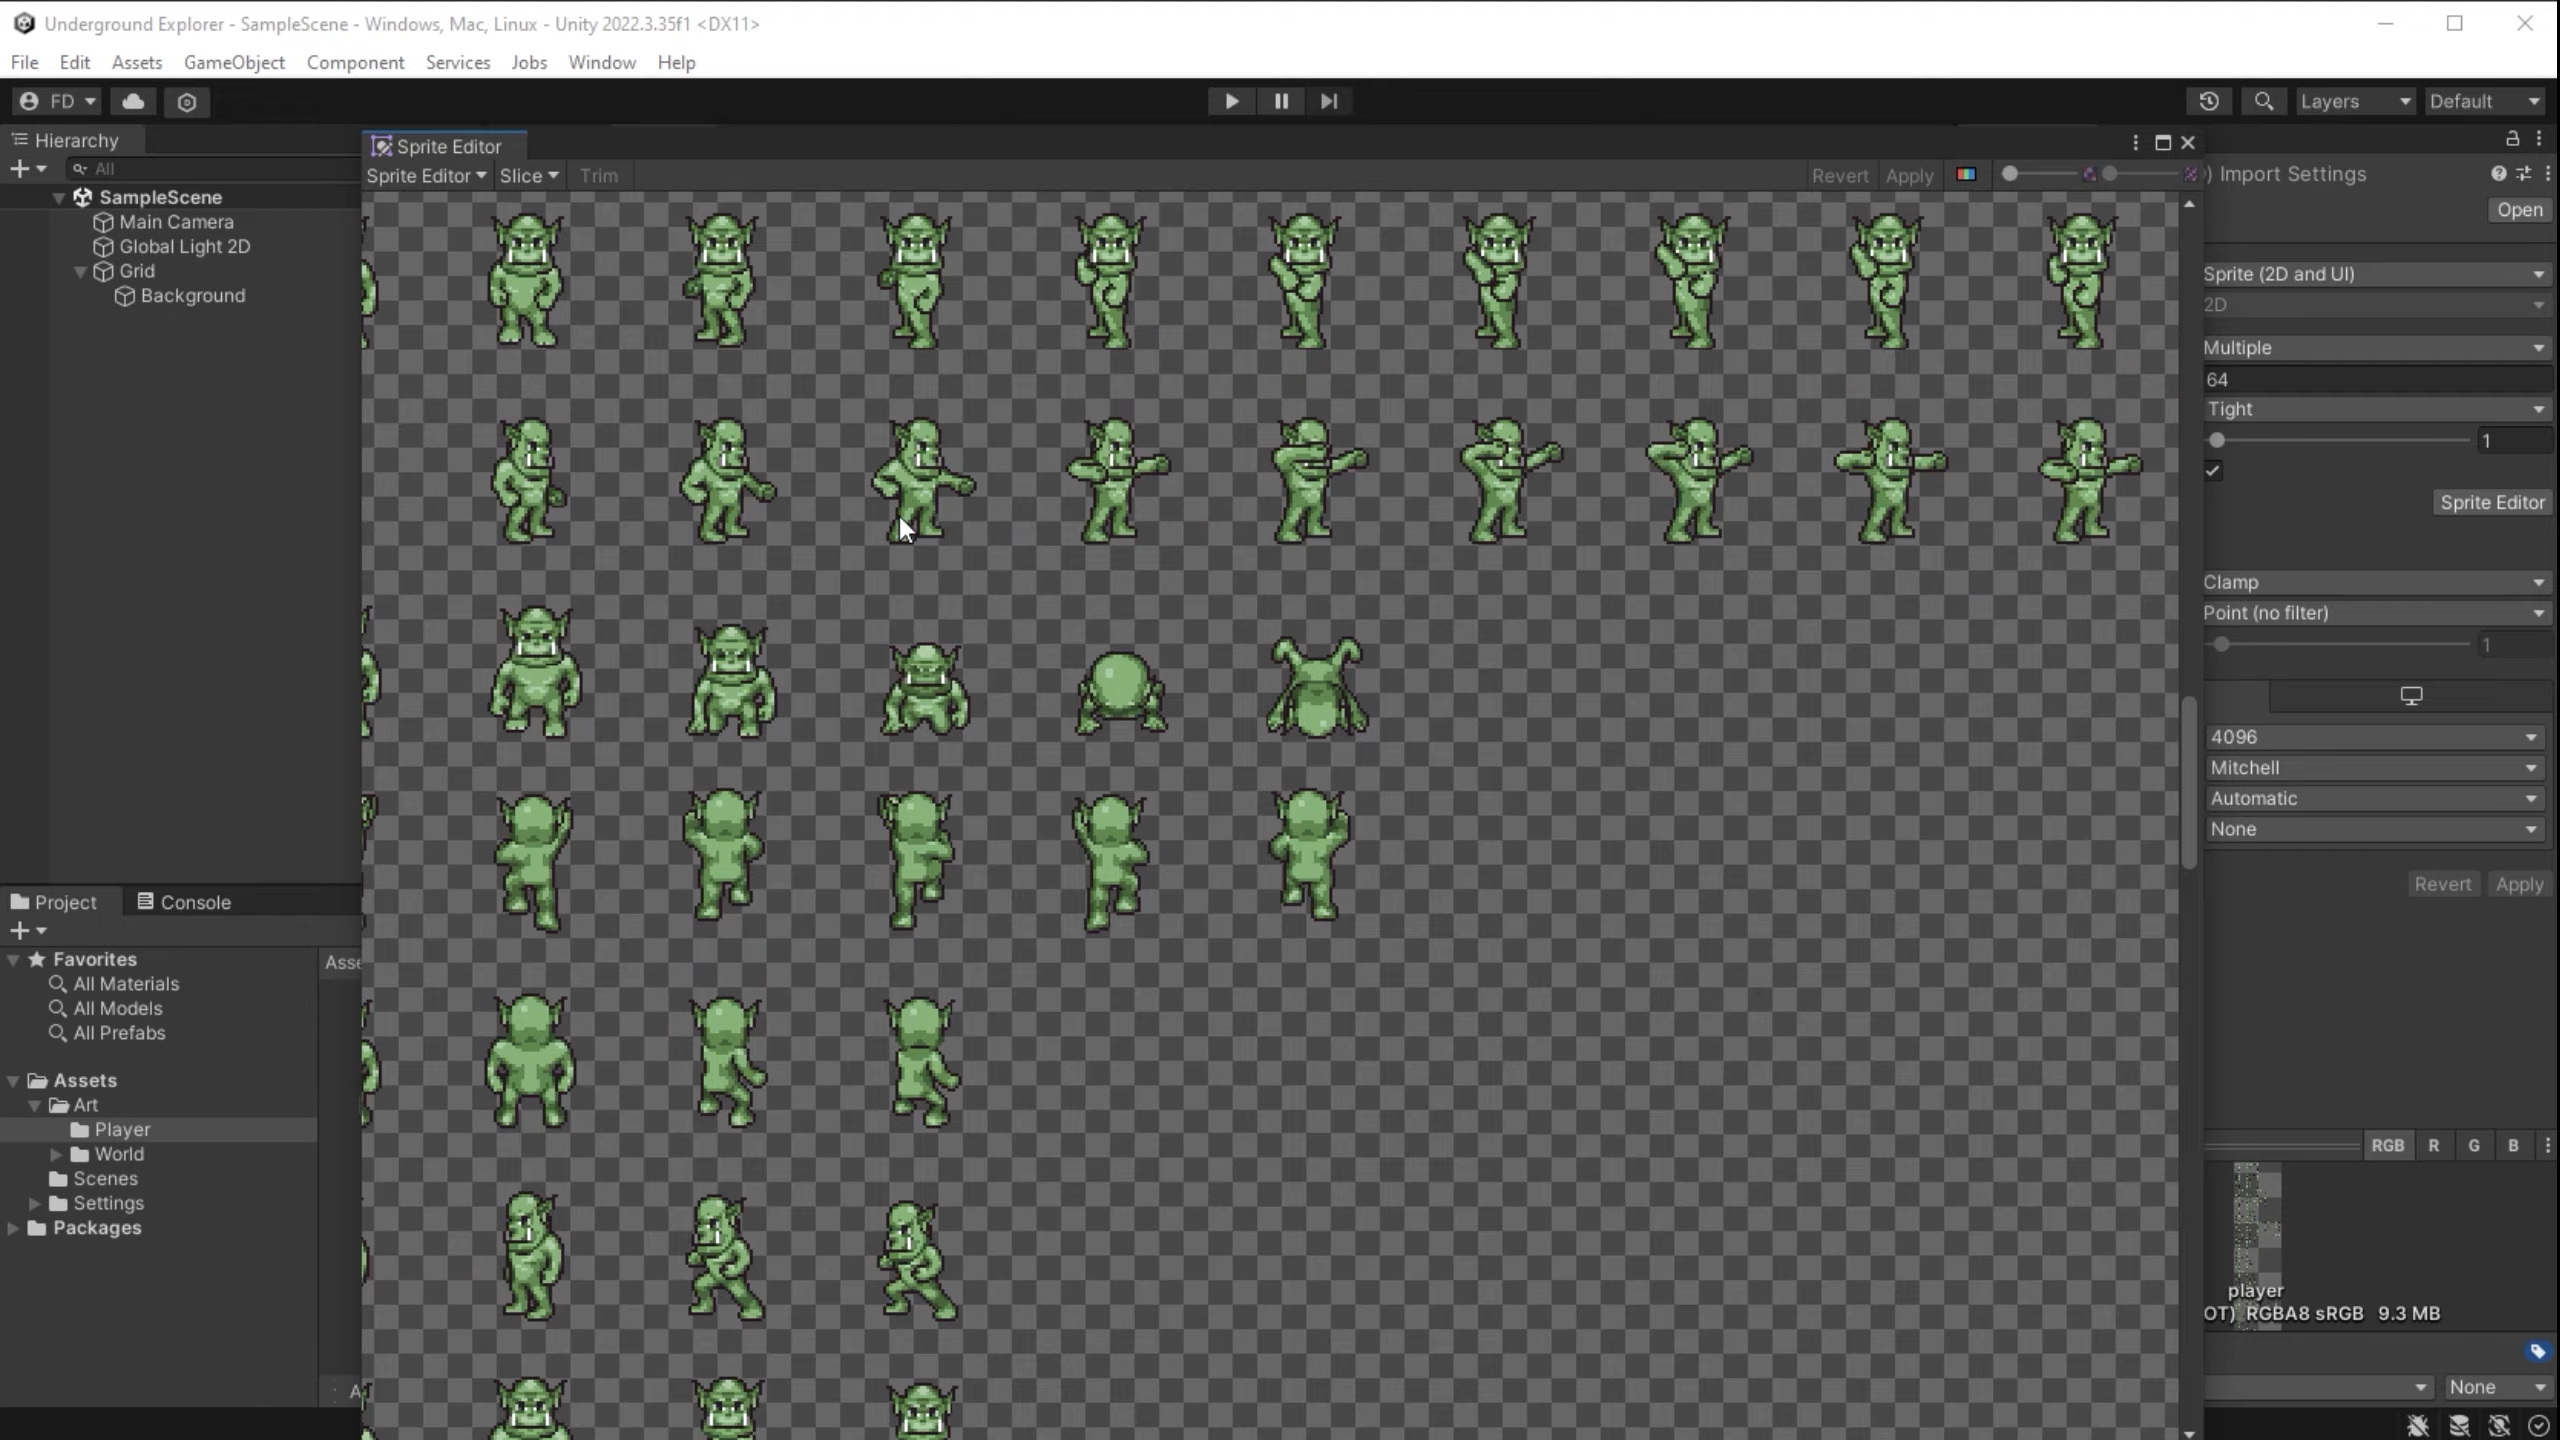 Underground Explorer - SampleScene - Windows, Mac, Linux - Unity 2022.3.35f1 <DX11>
File Edit Assets GameObject Component Services Jobs Window Help
FD
Layers
Default
Hierarchy
All
SampleScene
Main Camera
Global Light 2D
Grid
Background
Sprite Editor
Sprite Editor Slice Trim
Revert Apply
) Import Settings
Open
Sprite (2D and UI)
2D
Multiple
64
Tight
1
Sprite Editor
Clamp
Point (no filter)
1
4096
Mitchell
Automatic
None
Revert Apply
Project Console
Favorites
All Materials
All Models
All Prefabs
Assets
Art
Player
World
Scenes
Settings
Packages
Asse
A
RGB R G B
player
OT) RGBA8 sRGB 9.3 MB
None